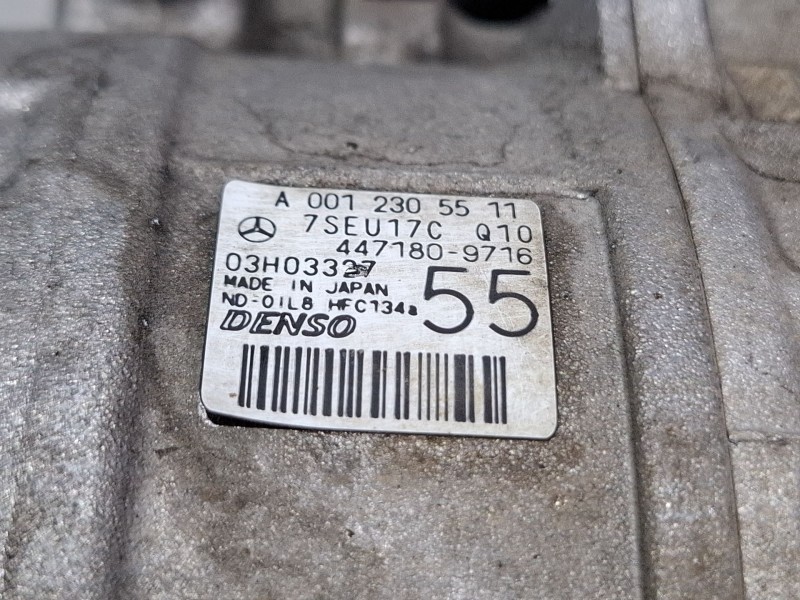 A 001 230 55 11
7SEU17C Q10
447180-9716
03H03327
55
MADE IN JAPAN
ND-OIL8 HFC134a
DENSO